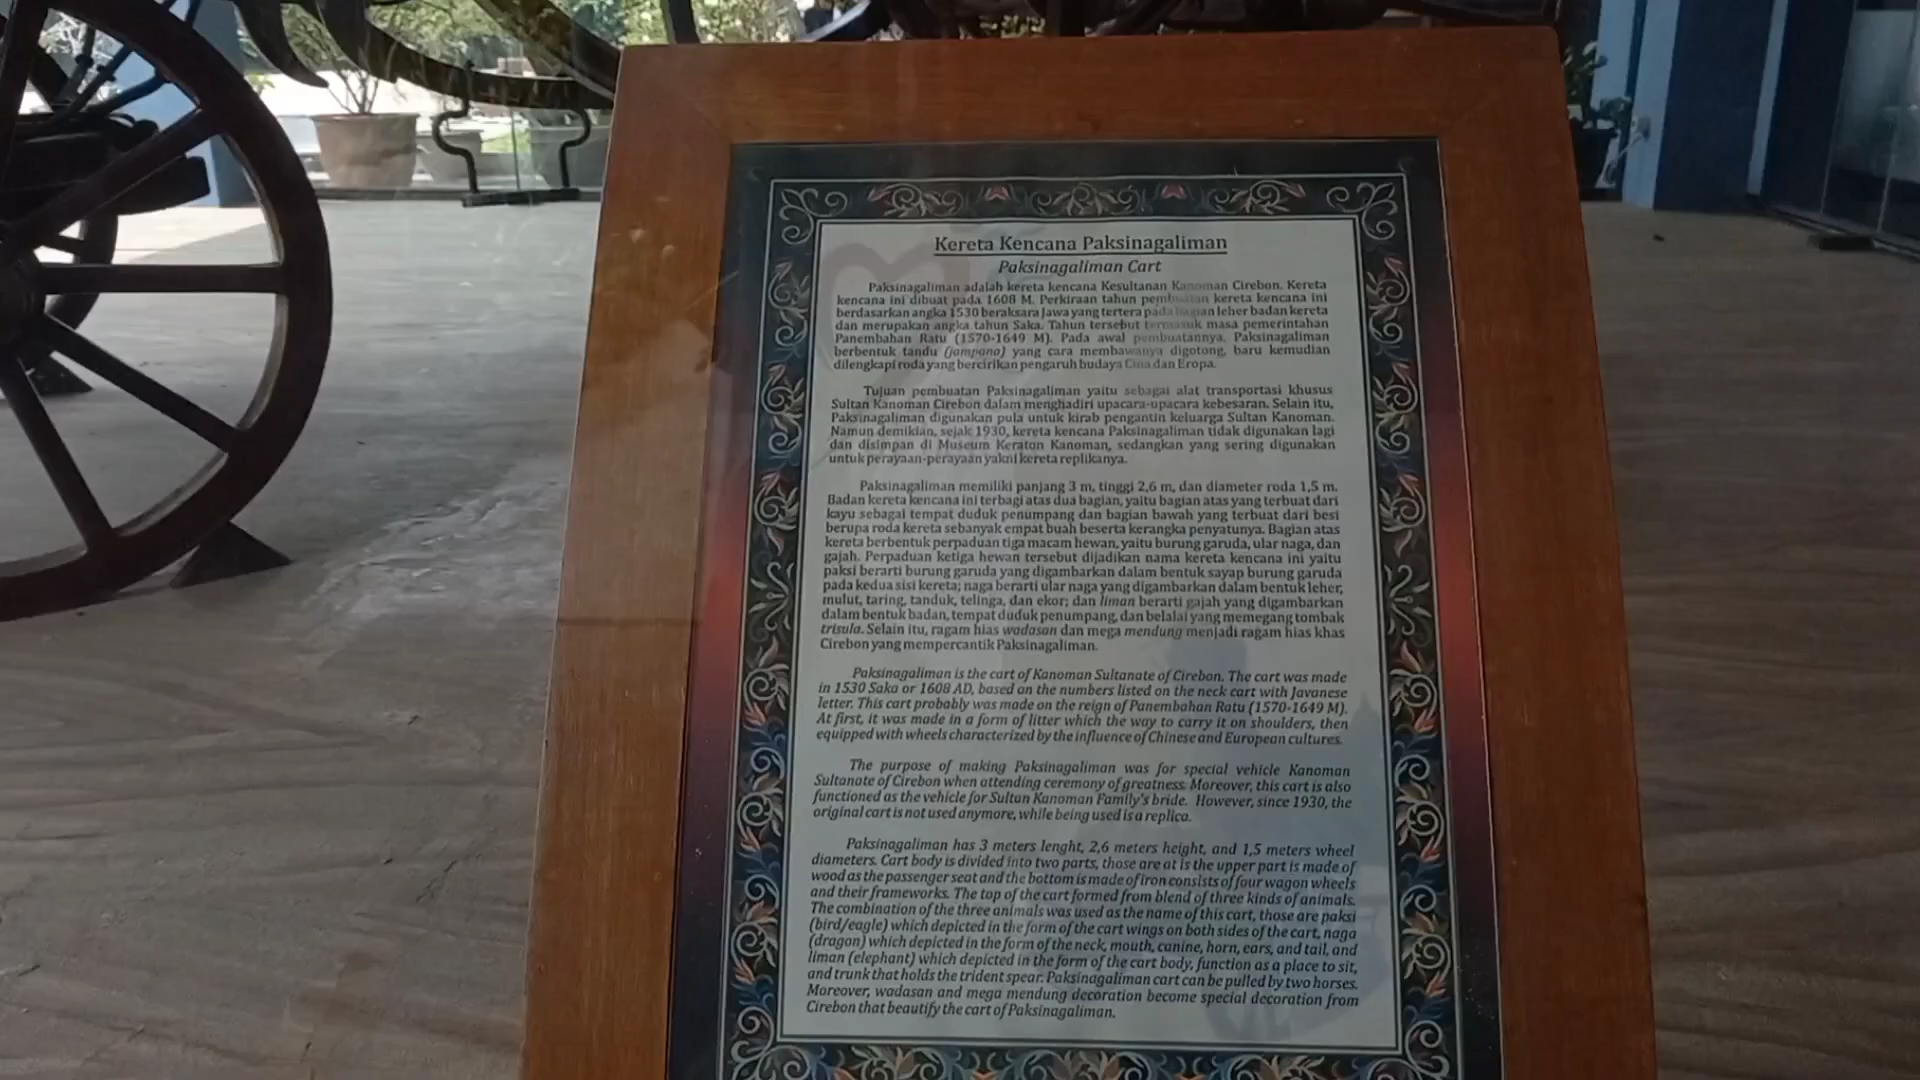 Kereta Kencana Paksinagaliman
Paksinagaliman Cart
Paksinagaliman adalah kereta kencana Kesultanan Kanoman Cirebon. Kereta
kencana ini dibuat pada 1608 M. Perkiraan tahun pembuatan kereta kencana ini
berdasarkan angka 1530 beraksara Jawa yang tertera pada bagian leher badan kereta
dan merupakan angka tahun Saka. Tahun tersebut termasuk masa pemerintahan
Panembahan Ratu (1570-1649 M). Pada awal pembuatannya, Paksinagaliman
berbentuk tandu (jampano) yang cara membawanya digotong, baru kemudian
dilengkapi roda yang bercirikan pengaruh budaya Cina dan Eropa.
Tujuan pembuatan Paksinagaliman yaitu sebagai alat transportasi khusus
Sultan Kanoman Cirebon dalam menghadiri upacara-upacara kebesaran. Selain itu,
Paksinagaliman digunakan pula untuk kirab pengantin keluarga Sultan Kanoman.
Namun demikian, sejak 1930, kereta kencana Paksinagaliman tidak digunakan lagi
dan disimpan di Museum Keraton Kanoman, sedangkan yang sering digunakan
untuk perayaan-perayaan yakni kereta replikanya.
Paksinagaliman memiliki panjang 3 m, tinggi 2,6 m, dan diameter roda 1,5 m.
Badan kereta kencana ini terbagi atas dua bagian, yaitu bagian atas yang terbuat dari
kayu sebagai tempat duduk penumpang dan bagian bawah yang terbuat dari besi
berupa roda kereta sebanyak empat buah beserta kerangka penyatunya. Bagian atas
kereta berbentuk perpaduan tiga macam hewan, yaitu burung garuda, ular naga, dan
gajah. Perpaduan ketiga hewan tersebut dijadikan nama kereta kencana ini yaitu
paksi berarti burung garuda yang digambarkan dalam bentuk sayap burung garuda
pada kedua sisi kereta; naga berarti ular naga yang digambarkan dalam bentuk leher,
mulut, taring, tanduk, telinga, dan ekor; dan liman berarti gajah yang digambarkan
dalam bentuk badan, tempat duduk penumpang, dan belalai yang memegang tombak
trisula. Selain itu, ragam hias wadasan dan mega mendung menjadi ragam hias khas
Cirebon yang mempercantik Paksinagaliman.
Paksinagaliman is the cart of Kanoman Sultanate of Cirebon. The cart was made
in 1530 Saka or 1608 AD, based on the numbers listed on the neck cart with Javanese
letter. This cart probably was made on the reign of Panembahan Ratu (1570-1649 M).
At first, it was made in a form of litter which the way to carry it on shoulders, then
equipped with wheels characterized by the influence of Chinese and European cultures.
The purpose of making Paksinagaliman was for special vehicle Kanoman
Sultanate of Cirebon when attending ceremony of greatness. Moreover, this cart is also
functioned as the vehicle for Sultan Kanoman Family's bride. However, since 1930, the
original cart is not used anymore, while being used is a replica.
Paksinagaliman has 3 meters lenght, 2,6 meters height, and 1,5 meters wheel
diameters. Cart body is divided into two parts, those are at is the upper part is made of
wood as the passenger seat and the bottom is made of iron consists of four wagon wheels
and their frameworks. The top of the cart formed from blend of three kinds of animals.
The combination of the three animals was used as the name of this cart, those are paksi
(bird/eagle) which depicted in the form of the cart wings on both sides of the cart, naga
(dragon) which depicted in the form of the neck, mouth, canine, horn, ears, and tail, and
liman (elephant) which depicted in the form of the cart body, function as a place to sit,
and trunk that holds the trident spear. Paksinagaliman cart can be pulled by two horses.
Moreover, wadasan and mega mendung decoration become special decoration from
Cirebon that beautify the cart of Paksinagaliman.